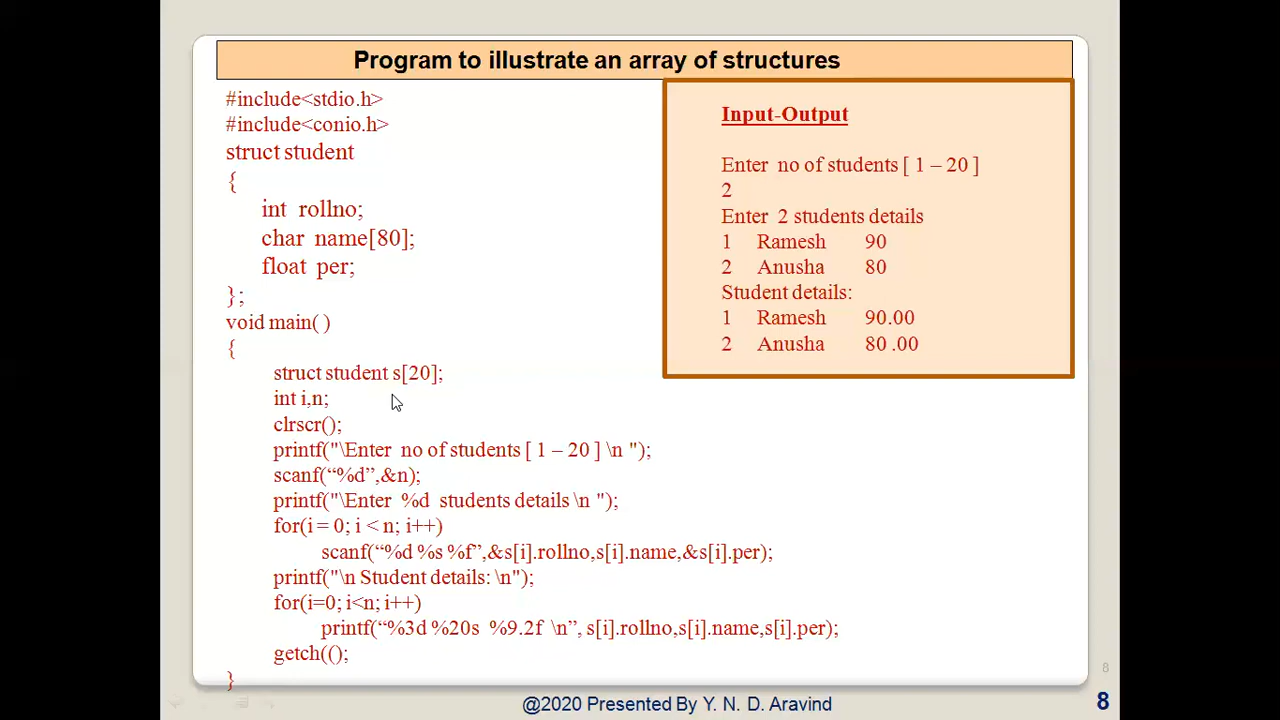 Program to illustrate an array of structures
#include<stdio.h>
#include<conio.h>
struct student
{
int rollno;
char name[80];
float per;
};
void main( )
{
struct student s[20];
int i,n;
clrscr();
printf("\Enter no of students [ 1 – 20 ] \n ");
scanf(“%d”,&n);
printf("\Enter %d students details \n ");
for(i = 0; i < n; i++)
scanf(“%d %s %f”,&s[i].rollno,s[i].name,&s[i].per);
printf("\n Student details: \n");
for(i=0; i<n; i++)
printf(“%3d %20s %9.2f \n”, s[i].rollno,s[i].name,s[i].per);
getch(();
}
Input-Output
Enter no of students [ 1 – 20 ]
2
Enter 2 students details
1 Ramesh 90
2 Anusha 80
Student details:
1 Ramesh 90.00
2 Anusha 80 .00
8
@2020 Presented By Y. N. D. Aravind
8